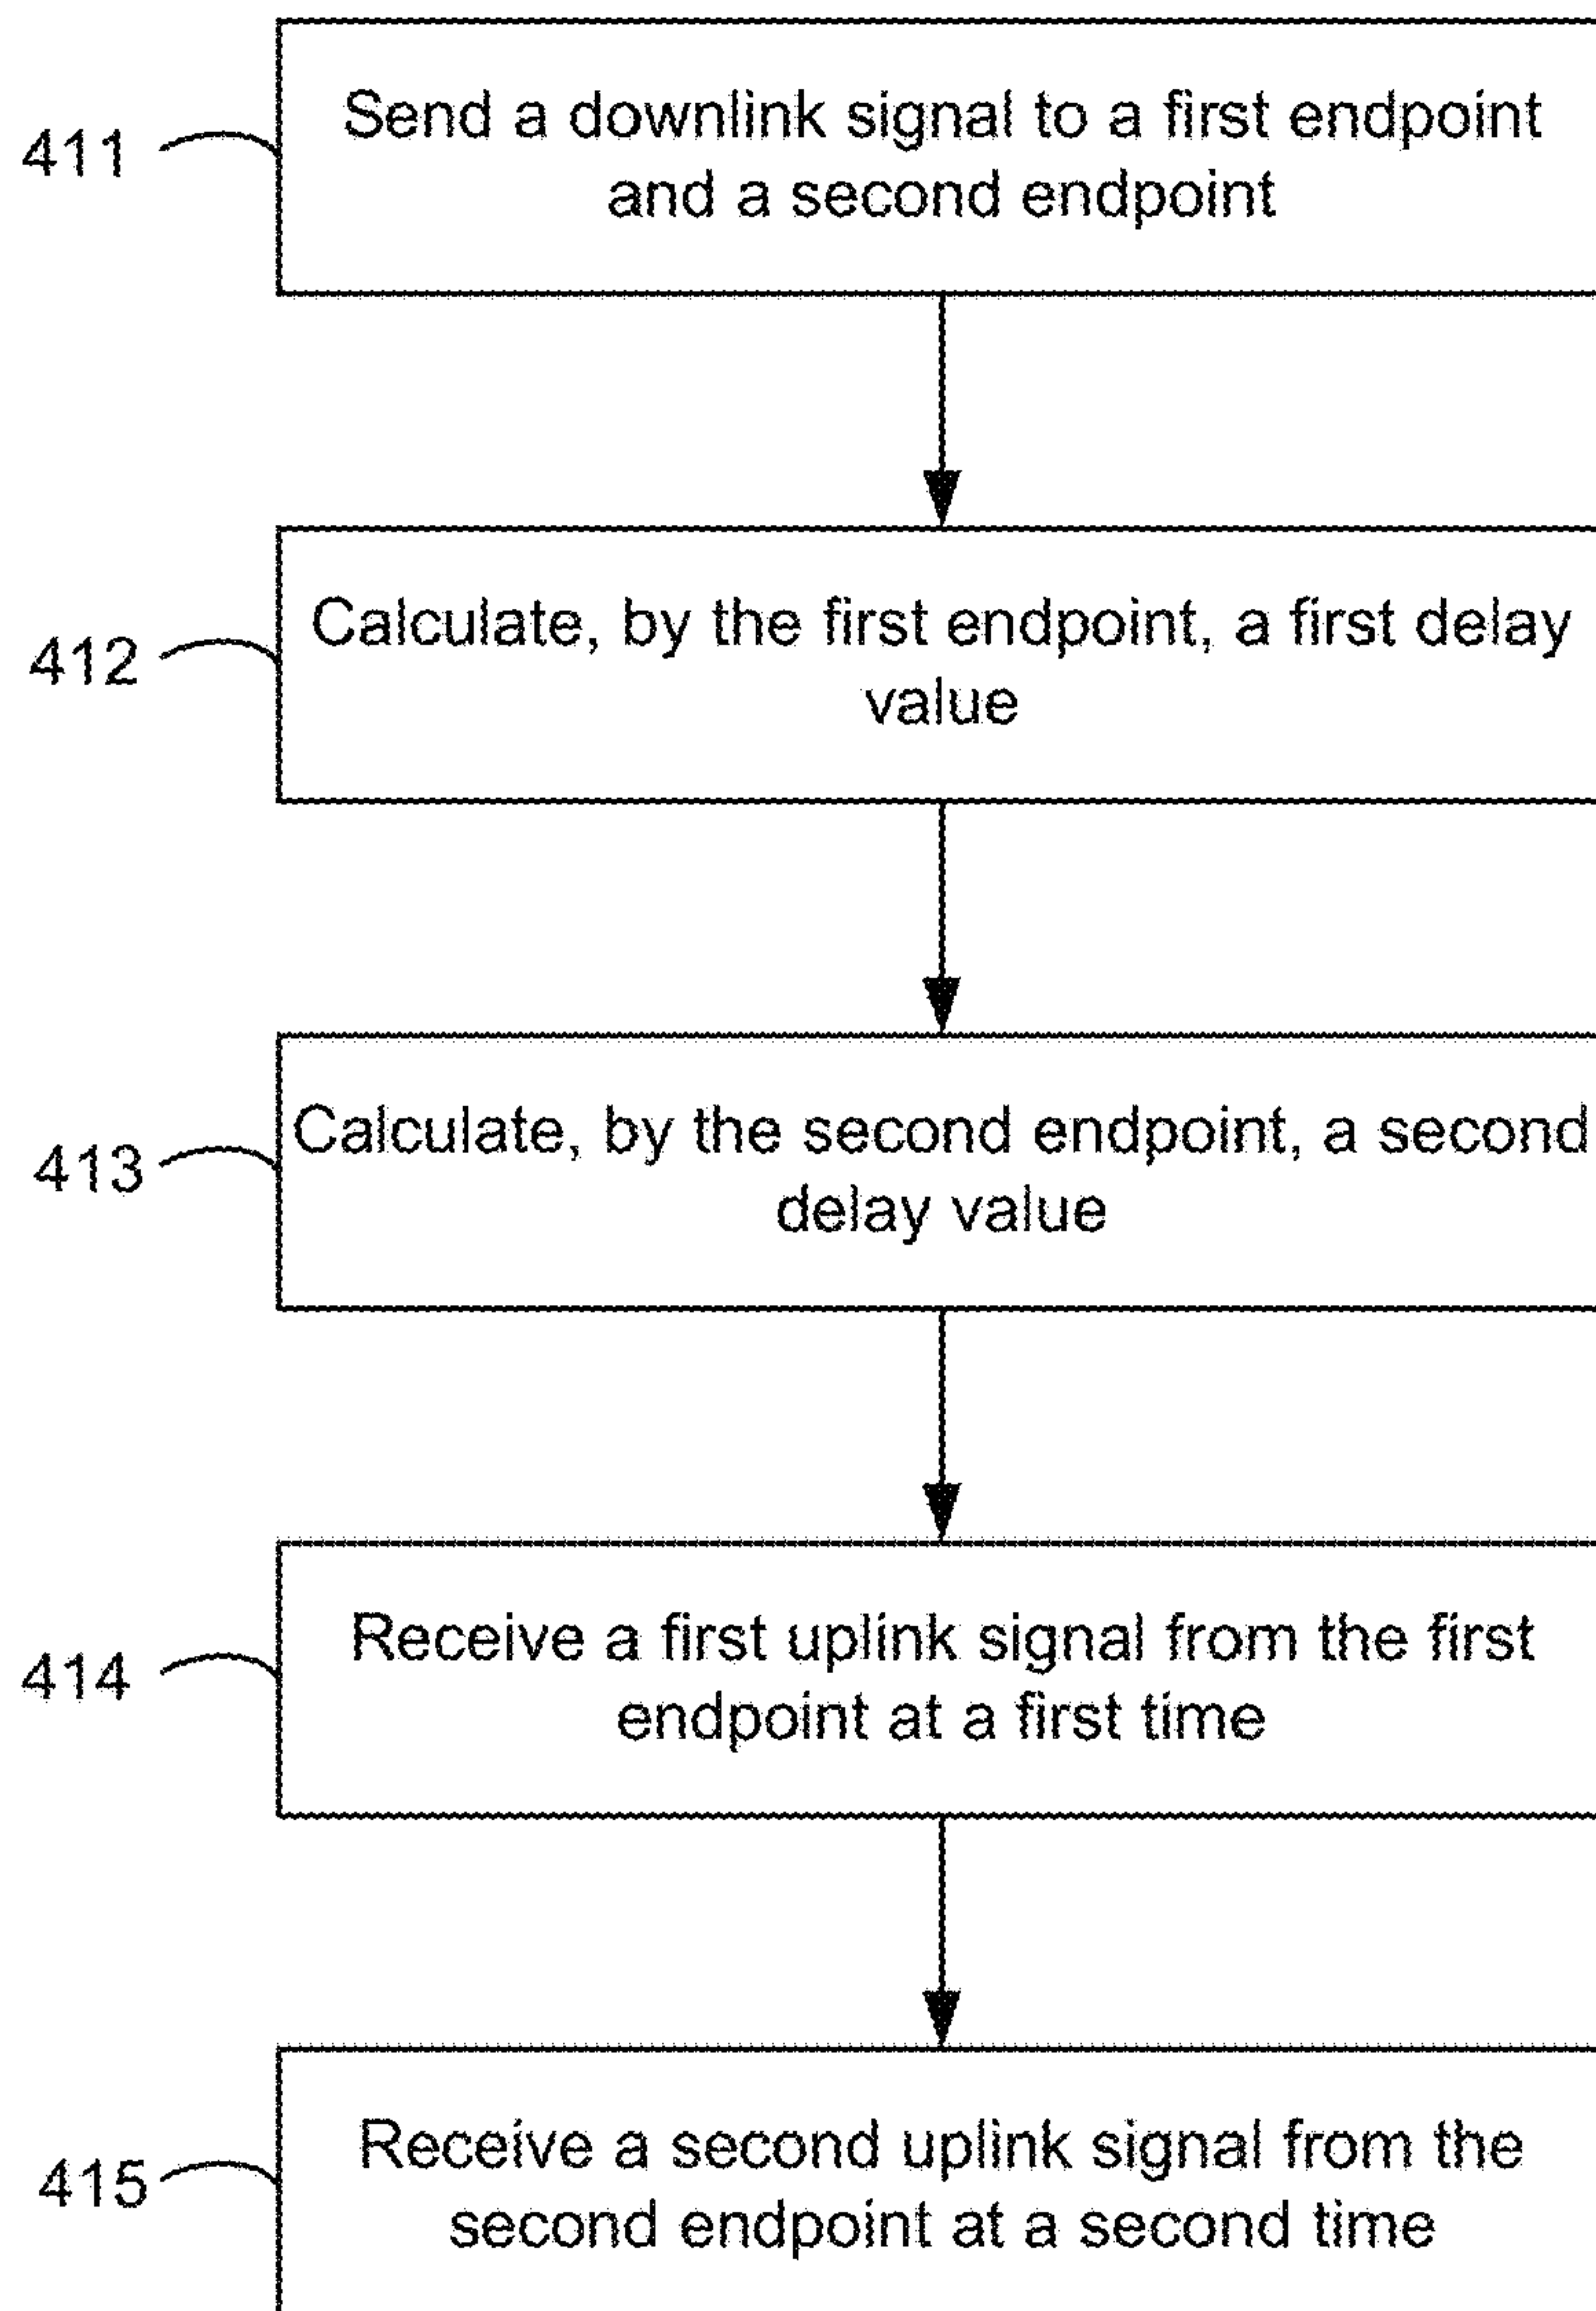 Send a downlink signal to a first endpoint
411
and a second endpoint
Calculate, by the first endpoint, a first delay
412
value
Calculate, by the second endpoint, a second
413
delay value
Receive a first uplink signal from the first
414
endpoint at a first time
Receive a second uplink signal from the
415
second endpoint at a second time